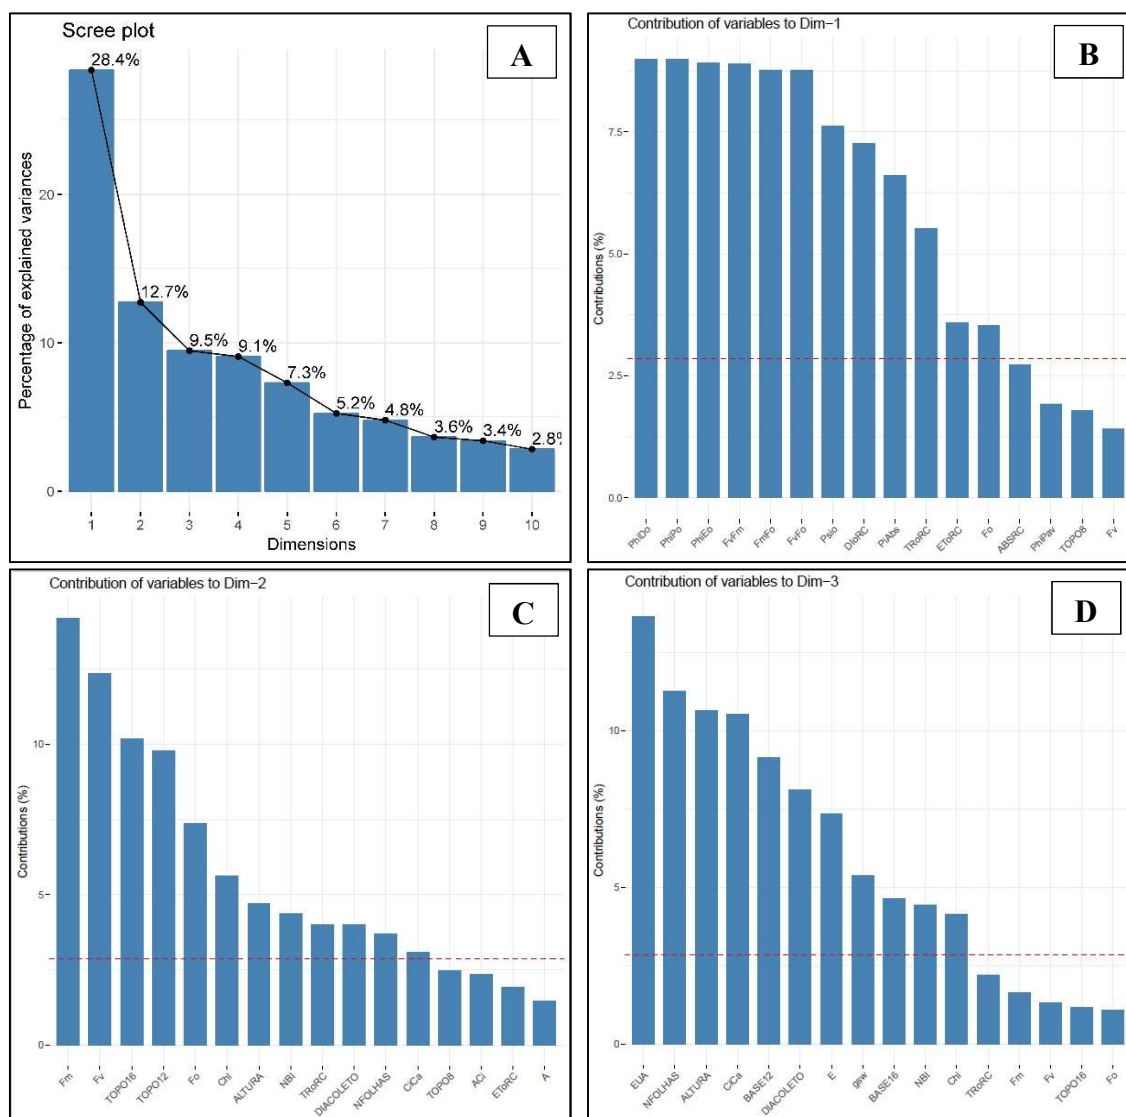 Scree plot
A
28.4%
12.7%
9.5%
9.1%
7.3%
5.2%
4.8%
3.6%
3.4%
2.8%
Percentage of explained variances
20
10
0
1 2 3 4 5 6 7 8 9 10
Dimensions
Contribution of variables to Dim-1
B
Contributions (%)
7.5
5.0
2.5
0.0
PhiDo PhiPo PhiEo FvFm FmFo FvFo Psio DIoRC PiAbs TRoRC EToRC Fo ABSRC PhiPav TOPO8 Fv
Contribution of variables to Dim-2
C
Contributions (%)
10
5
0
Fm Fv TOPO16 TOPO12 Fo Chl ALTURA NBI TRoRC DIACOLETO NFOLHAS CiCa TOPO8 ACi EToRC A
Contribution of variables to Dim-3
D
Contributions (%)
10
5
0
EUA NFOLHAS ALTURA CiCa BASE12 DIACOLETO E gsw BASE16 NBI Chl TRoRC Fm Fv TOPO16 Fo